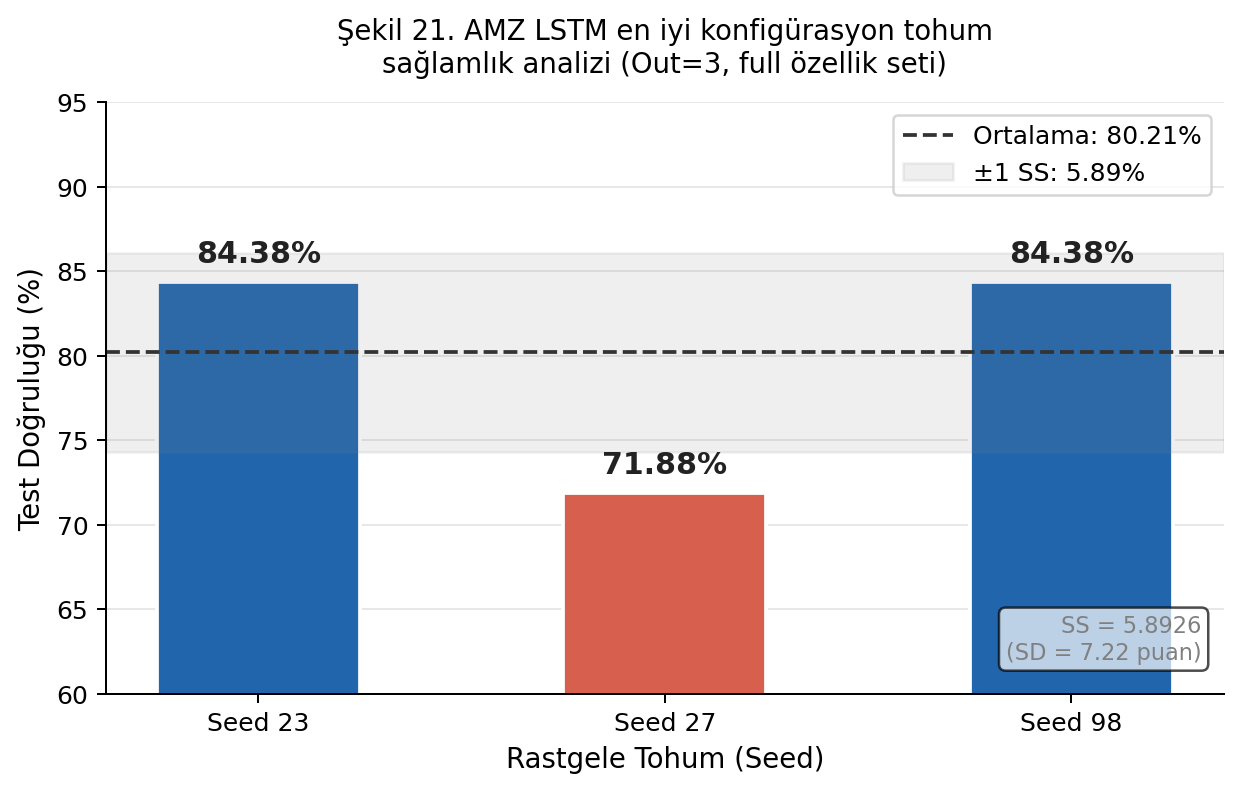 Şekil 21. AMZ LSTM en iyi konfigürasyon tohum
sağlamlık analizi (Out=3, full özellik seti)
Ortalama: 80.21%
±1 SS: 5.89%
Test Doğruluğu (%)
95
90
85
80
75
70
65
60
84.38%
71.88%
84.38%
SS = 5.8926
(SD = 7.22 puan)
Seed 23
Seed 27
Seed 98
Rastgele Tohum (Seed)